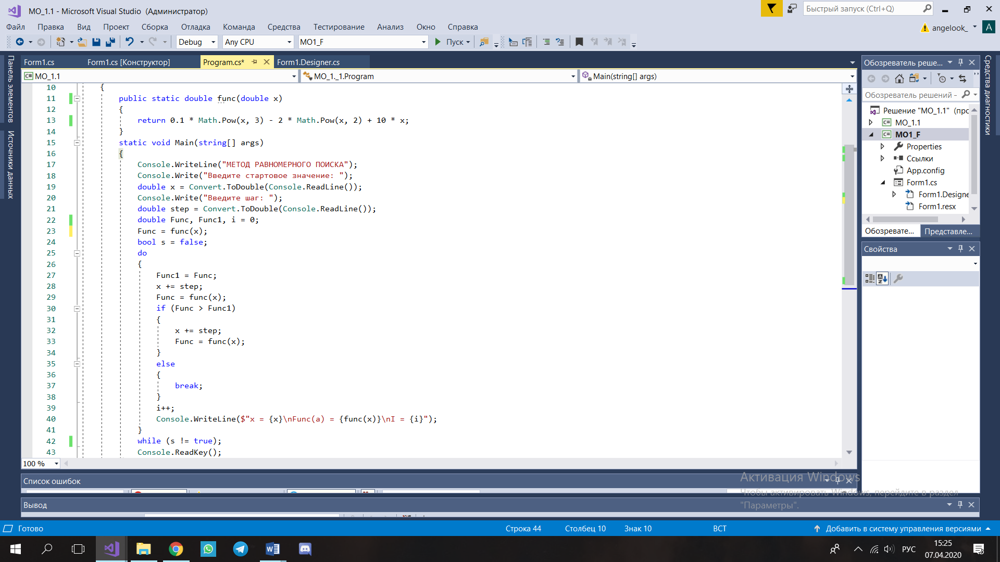 MO_1.1 - Microsoft Visual Studio (Администратор)
Быстрый запуск (Ctrl+Q)
Файл Правка Вид Проект Сборка Отладка Команда Средства Тестирование Анализ Окно Справка
angelook_ A
Debug Any CPU MO1_F Пуск
Панель элементов
Источники данных
Form1.cs Form1.cs [Конструктор] Program.cs* Form1.Designer.cs
C# MO_1.1 MO_1._1.Program Main(string[] args)
10 {
11 public static double func(double x)
12 {
13 return 0.1 * Math.Pow(x, 3) - 2 * Math.Pow(x, 2) + 10 * x;
14 }
15 static void Main(string[] args)
16 {
17 Console.WriteLine("МЕТОД РАВНОМЕРНОГО ПОИСКА");
18 Console.Write("Введите стартовое значение: ");
19 double x = Convert.ToDouble(Console.ReadLine());
20 Console.Write("Введите шаг: ");
21 double step = Convert.ToDouble(Console.ReadLine());
22 double Func, Func1, i = 0;
23 Func = func(x);
24 bool s = false;
25 do
26 {
27 Func1 = Func;
28 x += step;
29 Func = func(x);
30 if (Func > Func1)
31 {
32 x += step;
33 Func = func(x);
34 }
35 else
36 {
37 break;
38 }
39 i++;
40 Console.WriteLine($"x = {x}\nFunc(a) = {func(x)}\nI = {i}");
41 }
42 while (s != true);
43 Console.ReadKey();
100 %
Обозреватель реше...
Обозреватель решений -
Решение "MO_1.1" (прс
C# MO_1.1
C# MO1_F
Properties
Ссылки
App.config
Form1.cs
Form1.Designe
Form1.resx
Обозревате... Представле...
Свойства
Средства диагностики
Список ошибок
Вывод
Активация Windows
Чтобы активировать Windows, перейдите в раздел
"Параметры".
Готово Строка 44 Столбец 10 Знак 10 ВСТ Добавить в систему управления версиями
РУС
15:25
07.04.2020